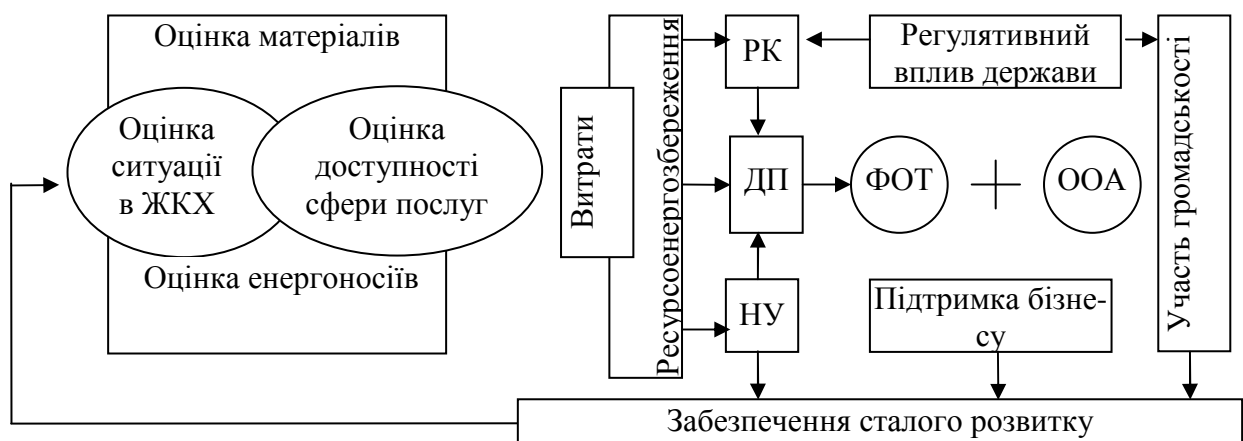 Оцінка матеріалів
Оцінка
ситуації
в ЖКХ
Оцінка
доступності
сфери послуг
Оцінка енергоносіїв
Витрати
Ресурсоенергозбереження
РК
ДП
НУ
Регулятивний
вплив держави
ФОТ
+
ООА
Підтримка бізне-
су
Участь громадськості
Забезпечення сталого розвитку